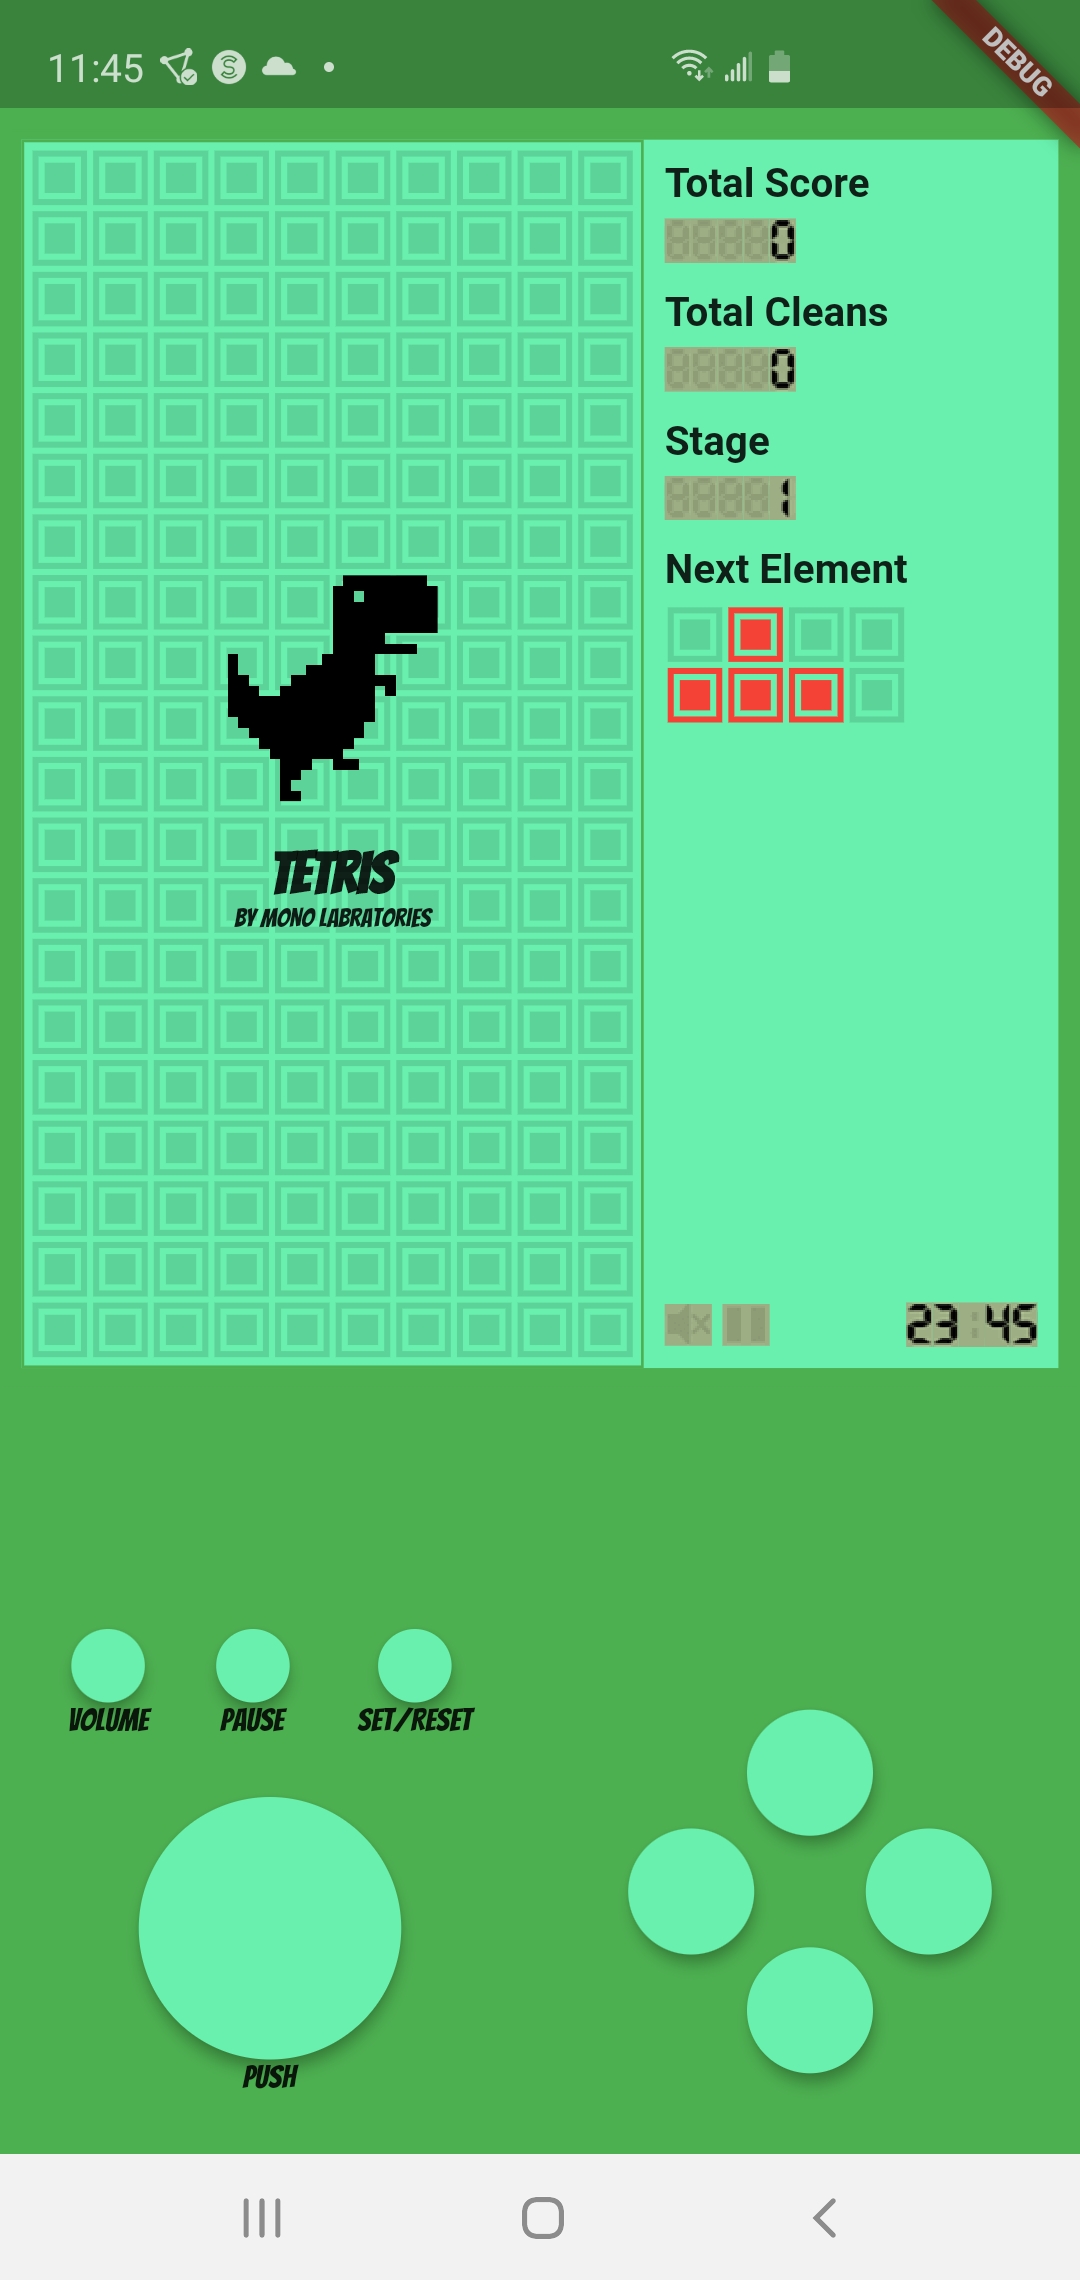 11:45
DEBUG
Total Score
0
Total Cleans
0
Stage
1
Next Element
TETRIS
BY MONO LABRATORIES
23:45
VOLUME
PAUSE
SET/RESET
PUSH